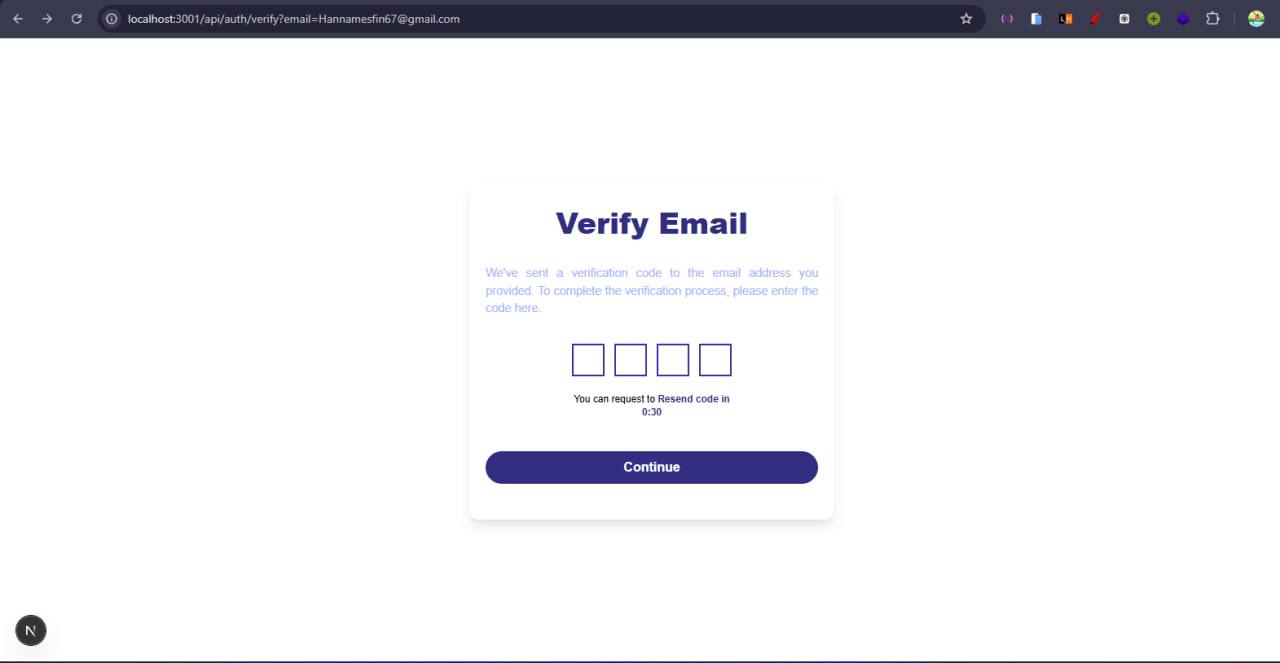 localhost:3001/api/auth/verify?email=Hannamesfin67@gmail.com
Verify Email
We've sent a verification code to the email address you
provided. To complete the verification process, please enter the
code here.
You can request to Resend code in
0:30
Continue
N